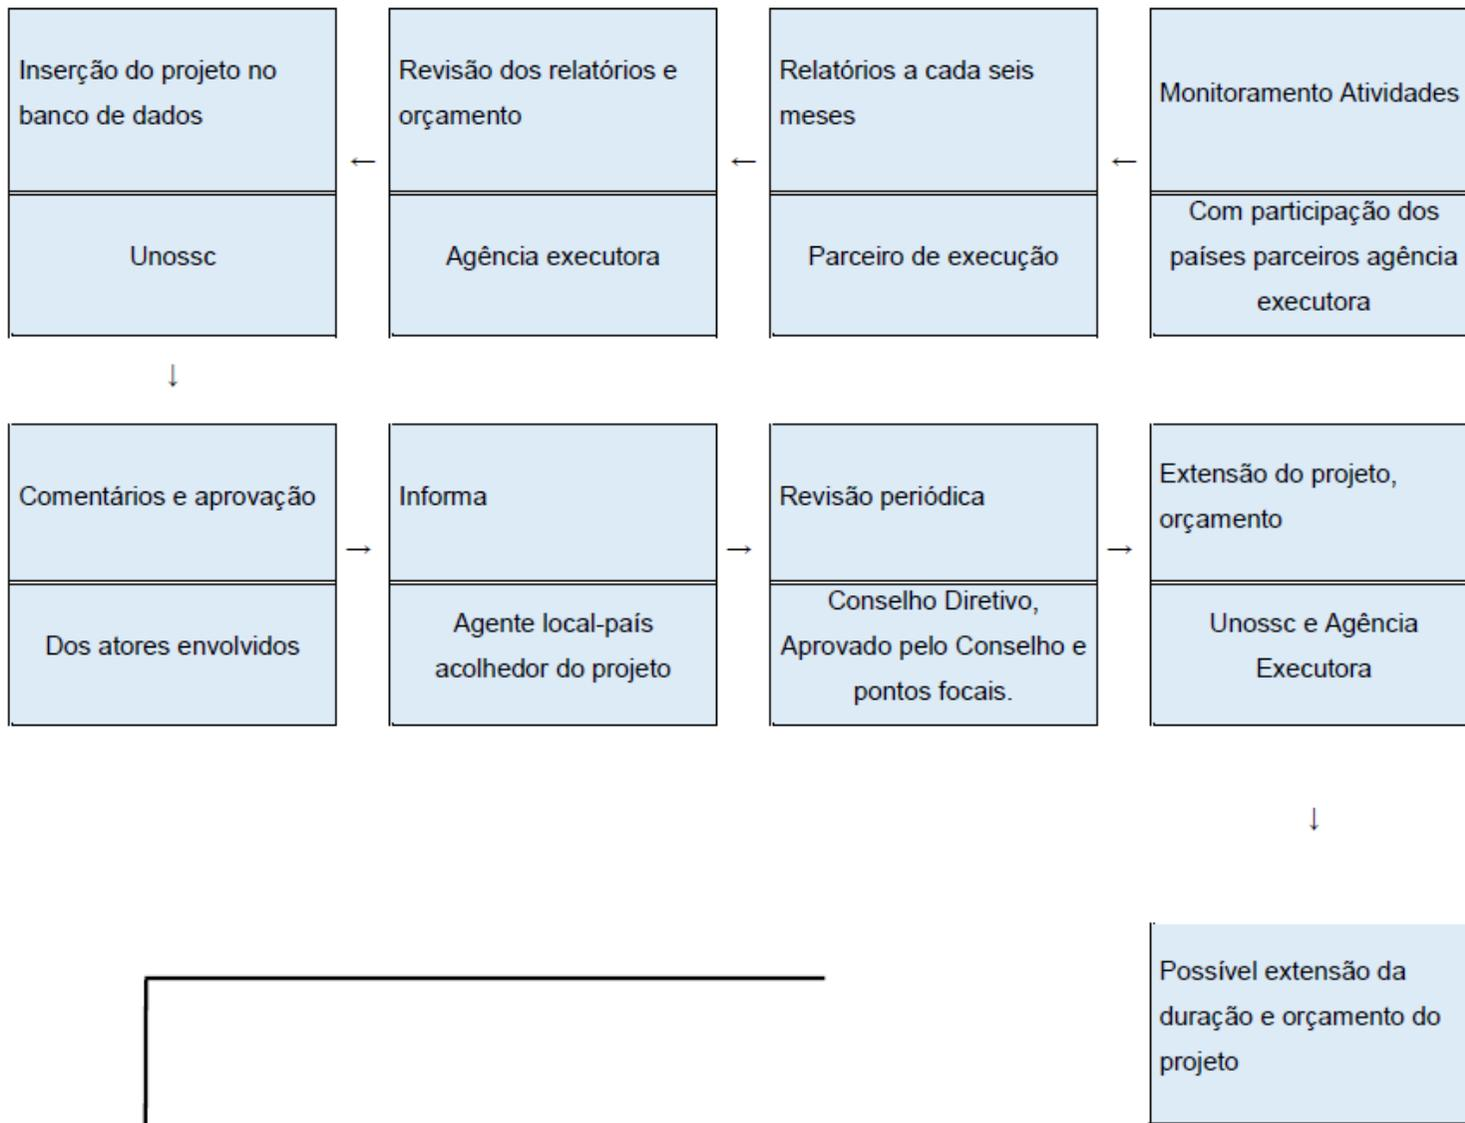 Inserção do projeto no
banco de dados
Unossc
←
Revisão dos relatórios e
orçamento
Agência executora
←
Relatórios a cada seis
meses
Parceiro de execução
←
Monitoramento Atividades
Com participação dos
países parceiros agência
executora
↓
Comentários e aprovação
Dos atores envolvidos
→
Informa
Agente local-país
acolhedor do projeto
→
Revisão periódica
Conselho Diretivo,
Aprovado pelo Conselho e
pontos focais.
→
Extensão do projeto,
orçamento
Unossc e Agência
Executora
↓
Possível extensão da
duração e orçamento do
projeto